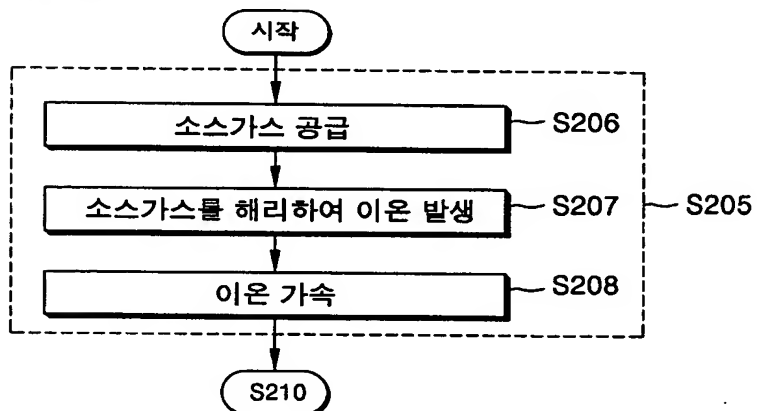 시작
소스가스 공급 S206
소스가스를 해리하여 이온 발생 S207
S205
이온 가속 S208
S210